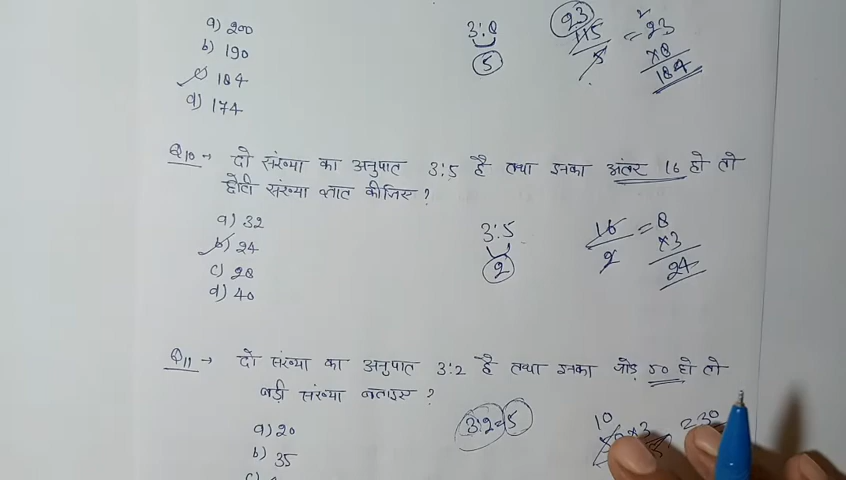 a) 200
b) 190
c) 184
d) 174
3:8
5
23
115
5
= 23
×8
184
Q10 → दो संख्या का अनुपात 3:5 है तथा इनका अंतर 16 हो तो
छोटी संख्या ज्ञात कीजिए ?
a) 32
b) 24
c) 28
d) 40
3:5
2
16
2
= 8
×3
24
Q11 → दो संख्या का अनुपात 3:2 है तथा इनका जोड़ 50 हो तो
बड़ी संख्या बताइए ?
a) 20
b) 35
3:2=5
10
×3